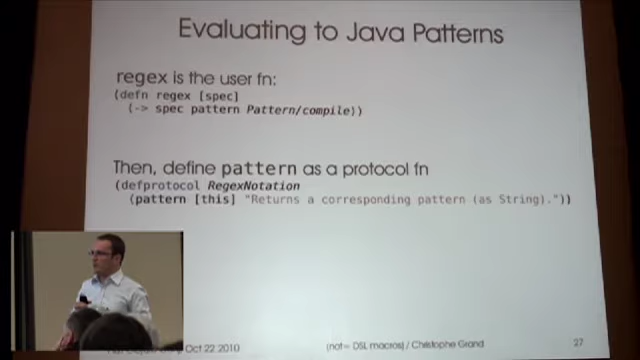 Evaluating to Java Patterns
regex is the user fn:
(defn regex [spec]
(-> spec pattern Pattern/compile))
Then, define pattern as a protocol fn
(defprotocol RegexNotation
(pattern [this] "Returns a corresponding pattern (as String)."))
Oct 22 2010
(not= DSL macros) / Christophe Grand
27